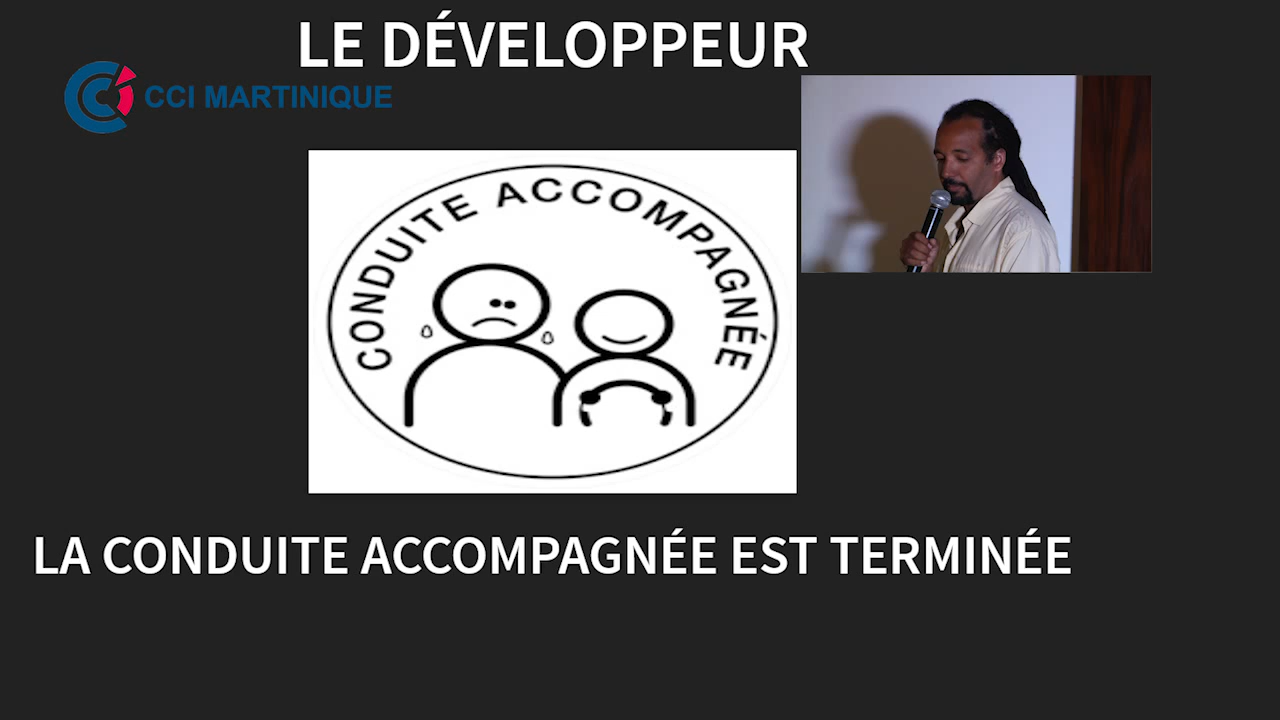 LE DÉVELOPPEUR
CCI MARTINIQUE
CONDUITE ACCOMPAGNÉE
LA CONDUITE ACCOMPAGNÉE EST TERMINÉE